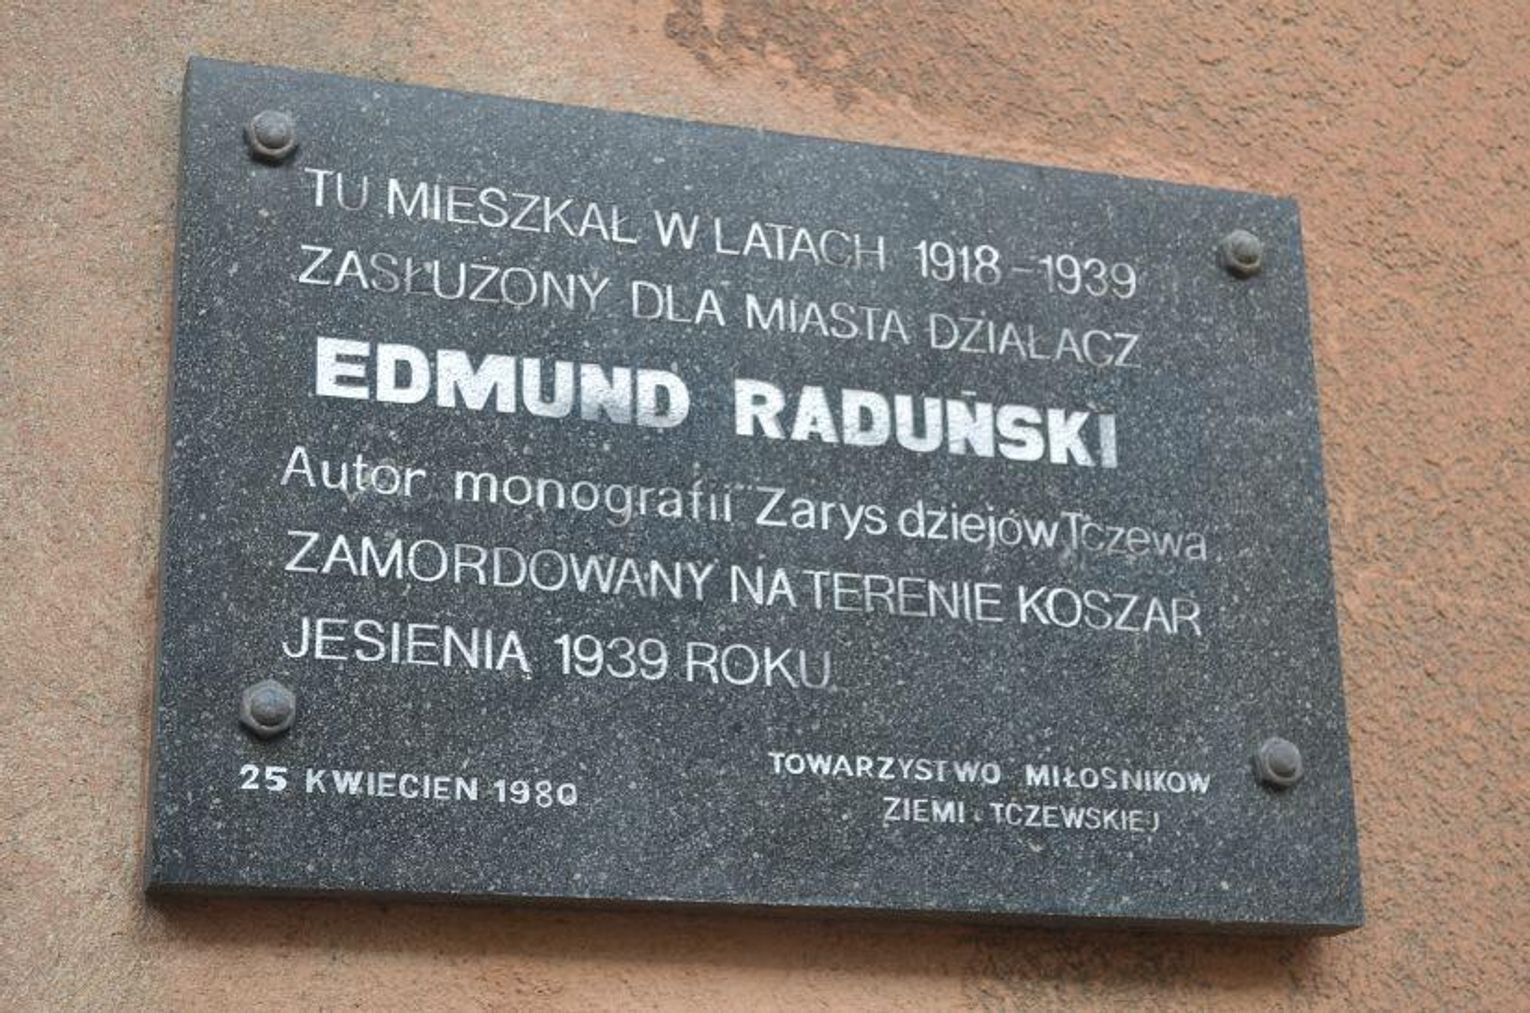 TU MIESZKAŁ W LATACH 1918-1939
ZASŁUŻONY DLA MIASTA DZIAŁACZ
EDMUND RADUŃSKI
Autor monografii "Zarys dziejów Tczewa
ZAMORDOWANY NA TERENIE KOSZAR
JESIENIĄ 1939 ROKU
25 KWIECIEŃ 1980
TOWARZYSTWO MIŁOŚNIKÓW
ZIEMI TCZEWSKIEJ